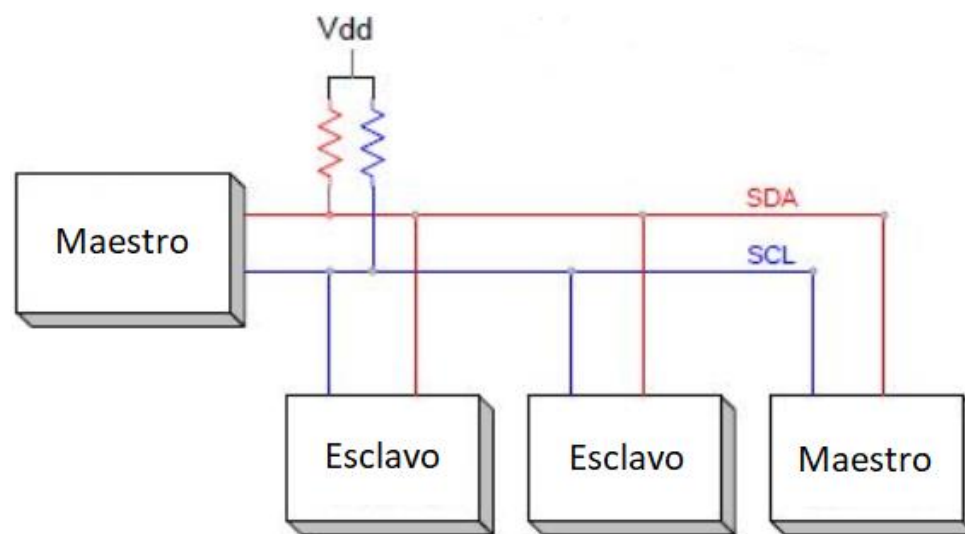 Vdd
SDA
Maestro
SCL
Esclavo
Esclavo
Maestro